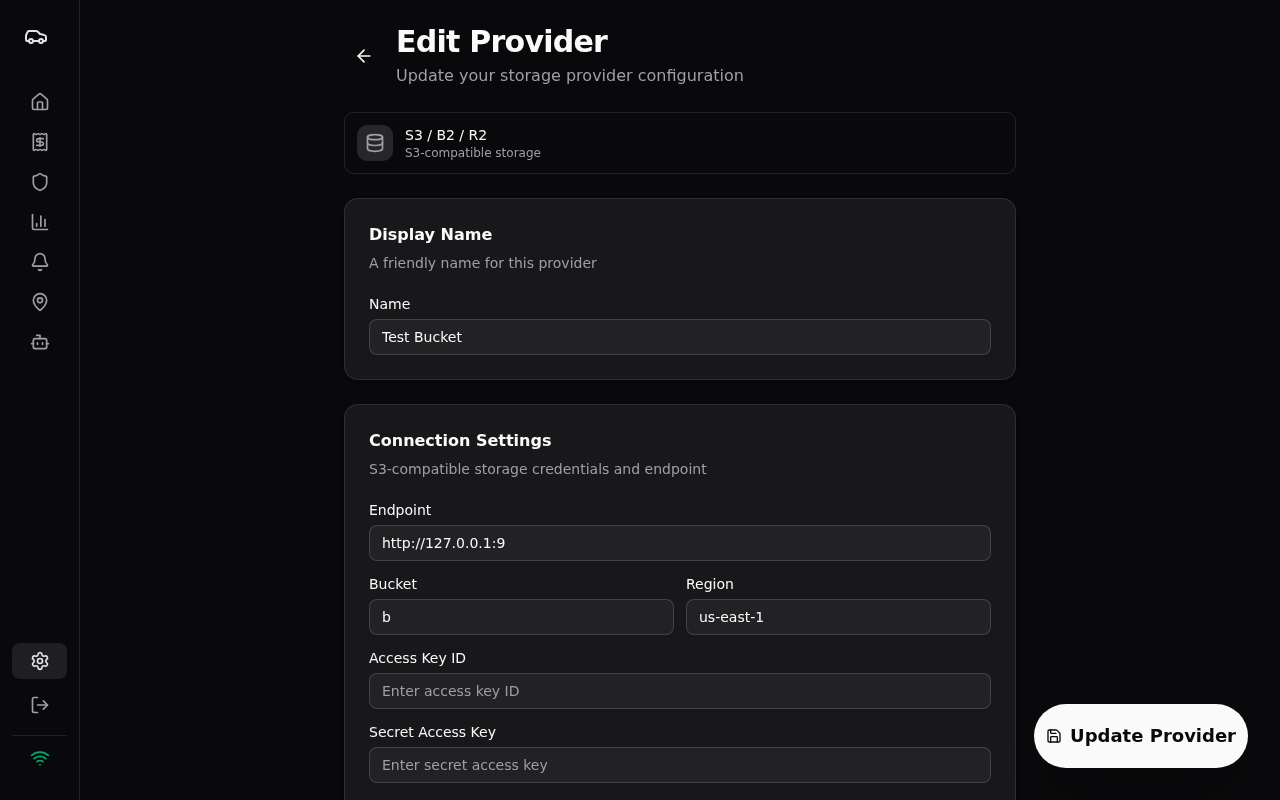 Edit Provider
Update your storage provider configuration
S3 / B2 / R2
S3-compatible storage
Display Name
A friendly name for this provider
Name
Test Bucket
Connection Settings
S3-compatible storage credentials and endpoint
Endpoint
http://127.0.0.1:9
Bucket
Region
b
us-east-1
Access Key ID
Enter access key ID
Secret Access Key
Enter secret access key
Update Provider